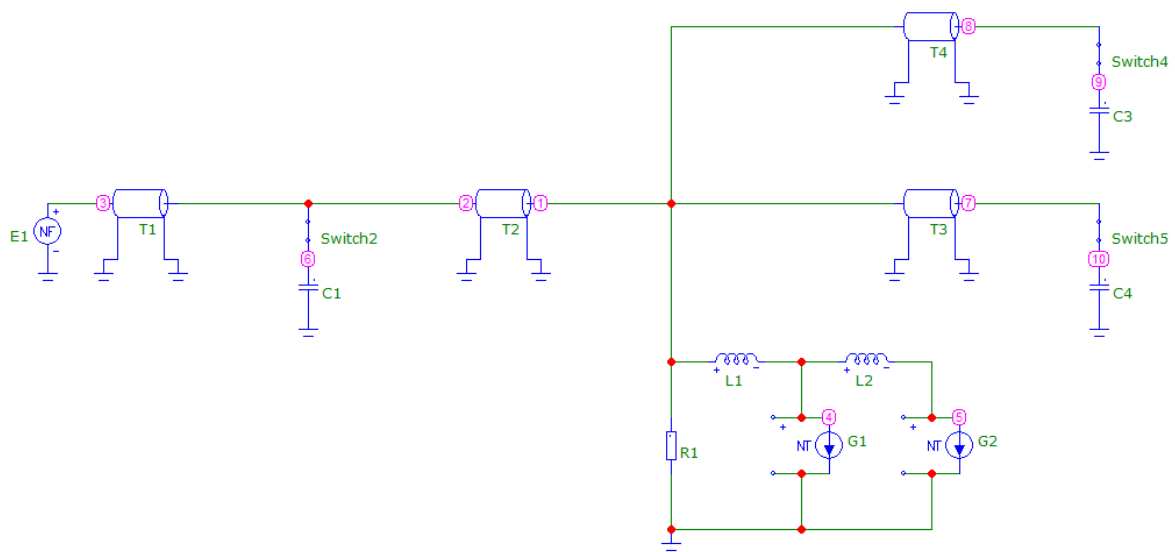 8
T4
Switch4
9
C3
3
T1
2
1
T2
7
T3
E1
NF
+
-
Switch2
6
C1
Switch5
10
C4
+
L1
-
+
L2
-
R1
+
4
NT
G1
+
5
NT
G2